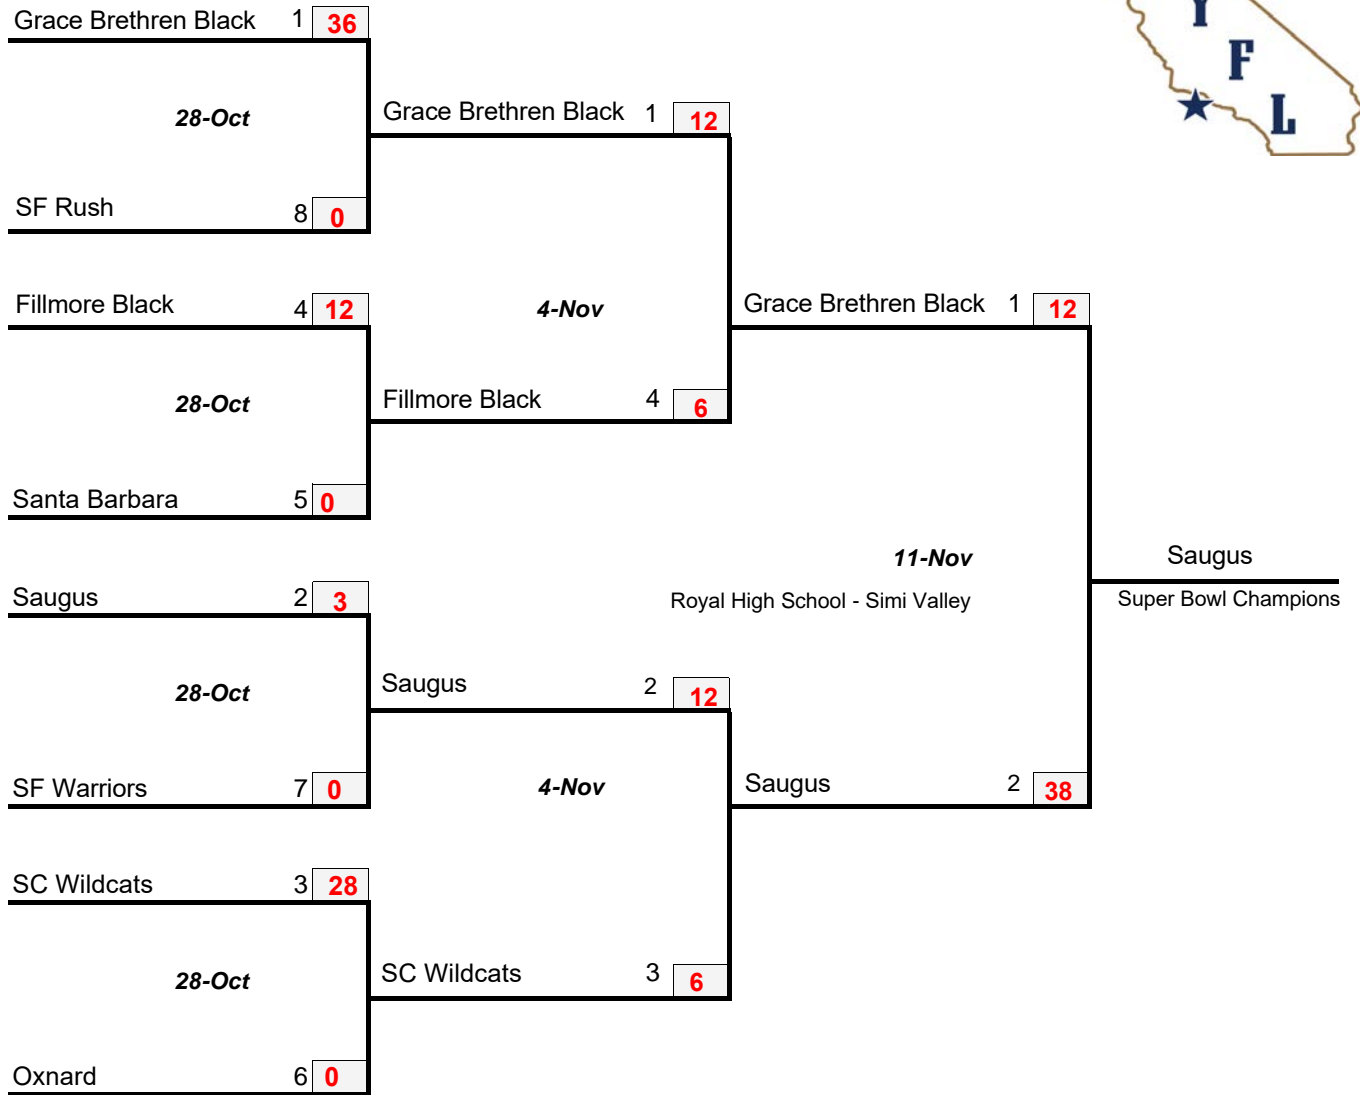 Grace Brethren Black 1 36
28-Oct
SF Rush 8 0
Fillmore Black 4 12
28-Oct
Santa Barbara 5 0
Saugus 2 3
28-Oct
SF Warriors 7 0
SC Wildcats 3 28
28-Oct
Oxnard 6 0
Grace Brethren Black 1 12
4-Nov
Fillmore Black 4 6
Saugus 2 12
4-Nov
SC Wildcats 3 6
Grace Brethren Black 1 12
11-Nov
Royal High School - Simi Valley
Saugus 2 38
Saugus
Super Bowl Champions
Y
F
L